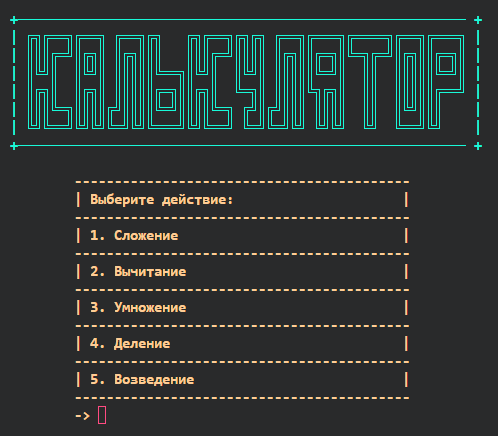 КАЛЬКУЛЯТОР
Выберите действие:
1. Сложение
2. Вычитание
3. Умножение
4. Деление
5. Возведение
->